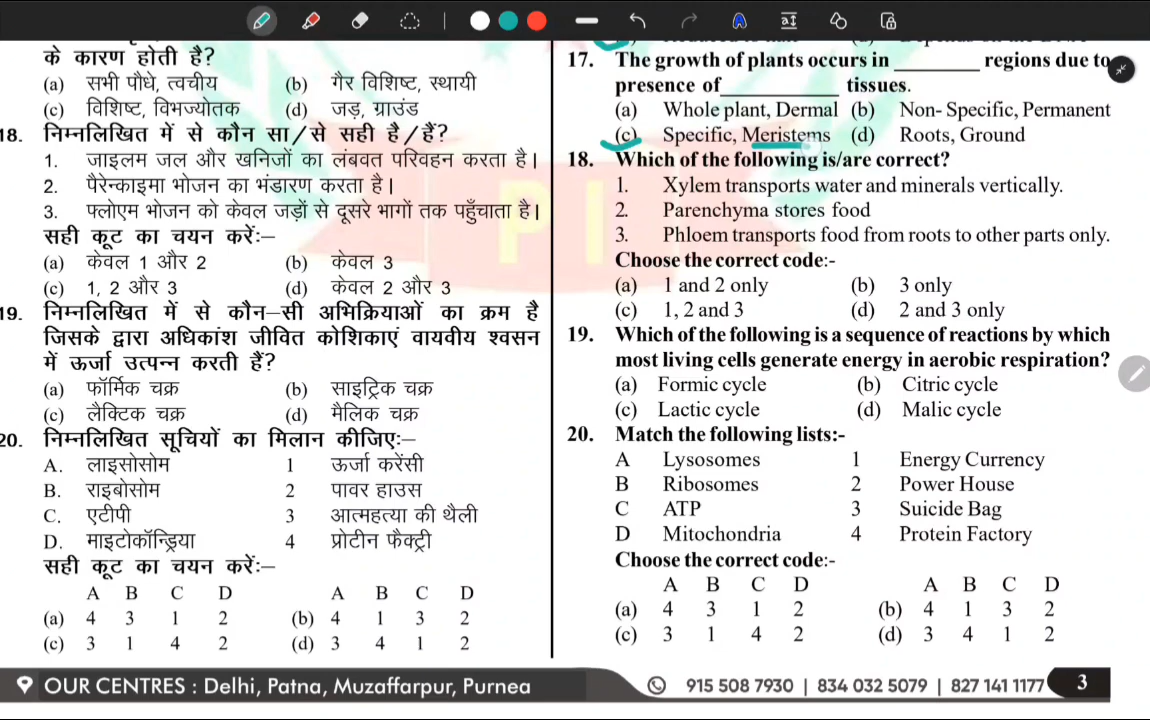 के कारण होती है?
(a) सभी पौधे, त्वचीय (b) गैर विशिष्ट, स्थायी
(c) विशिष्ट, विभज्योतक (d) जड़, ग्राउंड
18. निम्नलिखित में से कौन सा/से सही है/हैं?
1. जाइलम जल और खनिजों का लंबवत परिवहन करता है।
2. पैरेन्काइमा भोजन का भंडारण करता है।
3. फ्लोएम भोजन को केवल जड़ों से दूसरे भागों तक पहुँचाता है।
सही कूट का चयन करें:–
(a) केवल 1 और 2 (b) केवल 3
(c) 1, 2 और 3 (d) केवल 2 और 3
19. निम्नलिखित में से कौन–सी अभिक्रियाओं का क्रम है
जिसके द्वारा अधिकांश जीवित कोशिकाएं वायवीय श्वसन
में ऊर्जा उत्पन्न करती हैं?
(a) फॉर्मिक चक्र (b) साइट्रिक चक्र
(c) लैक्टिक चक्र (d) मैलिक चक्र
20. निम्नलिखित सूचियों का मिलान कीजिए:–
A. लाइसोसोम 1 ऊर्जा करेंसी
B. राइबोसोम 2 पावर हाउस
C. एटीपी 3 आत्महत्या की थैली
D. माइटोकॉन्ड्रिया 4 प्रोटीन फैक्ट्री
सही कूट का चयन करें:–
A B C D A B C D
(a) 4 3 1 2 (b) 4 1 3 2
(c) 3 1 4 2 (d) 3 4 1 2
17. The growth of plants occurs in ________ regions due to
presence of___________ tissues.
(a) Whole plant, Dermal (b) Non- Specific, Permanent
(c) Specific, Meristems (d) Roots, Ground
18. Which of the following is/are correct?
1. Xylem transports water and minerals vertically.
2. Parenchyma stores food
3. Phloem transports food from roots to other parts only.
Choose the correct code:-
(a) 1 and 2 only (b) 3 only
(c) 1, 2 and 3 (d) 2 and 3 only
19. Which of the following is a sequence of reactions by which
most living cells generate energy in aerobic respiration?
(a) Formic cycle (b) Citric cycle
(c) Lactic cycle (d) Malic cycle
20. Match the following lists:-
A Lysosomes 1 Energy Currency
B Ribosomes 2 Power House
C ATP 3 Suicide Bag
D Mitochondria 4 Protein Factory
Choose the correct code:-
A B C D A B C D
(a) 4 3 1 2 (b) 4 1 3 2
(c) 3 1 4 2 (d) 3 4 1 2
OUR CENTRES : Delhi, Patna, Muzaffarpur, Purnea 915 508 7930 | 834 032 5079 | 827 141 1177 3